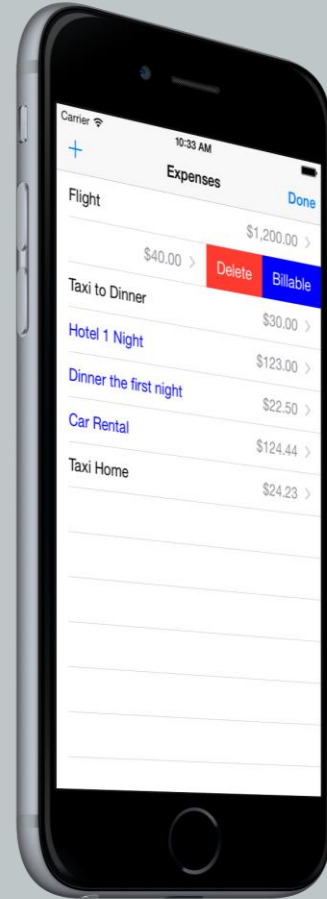 Carrier
10:33 AM
Expenses
Done
Flight
$1,200.00
$40.00
Delete
Billable
Taxi to Dinner
$30.00
Hotel 1 Night
$123.00
Dinner the first night
$22.50
Car Rental
$124.44
Taxi Home
$24.23